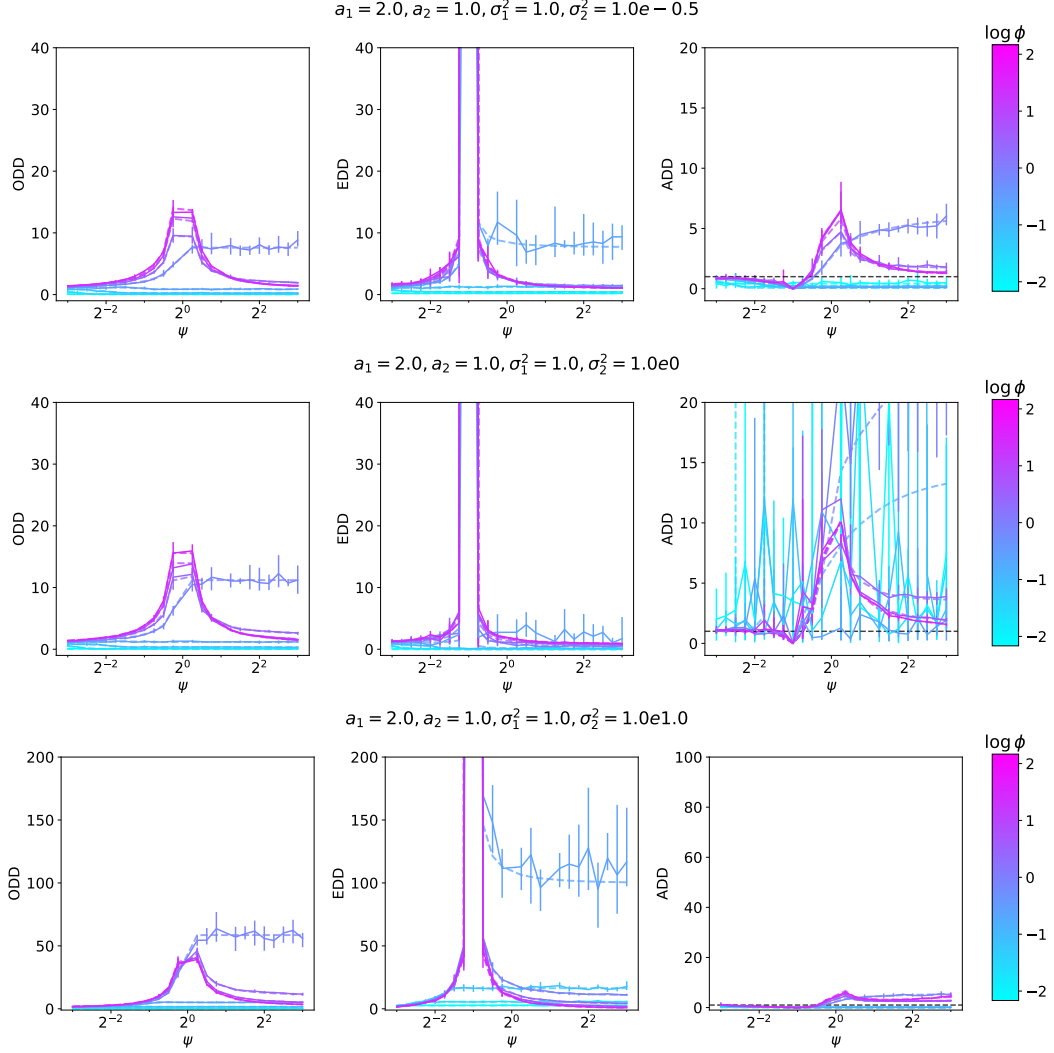 a₁ = 2.0, a₂ = 1.0, σ₁² = 1.0, σ₂² = 1.0e − 0.5
ODD
40
30
20
10
0
2⁻² 2⁰ 2²
ψ
EDD
40
30
20
10
0
2⁻² 2⁰ 2²
ψ
ADD
20
15
10
5
0
2⁻² 2⁰ 2²
ψ
log ϕ
2
1
0
−1
−2
a₁ = 2.0, a₂ = 1.0, σ₁² = 1.0, σ₂² = 1.0e0
ODD
40
30
20
10
0
2⁻² 2⁰ 2²
ψ
EDD
40
30
20
10
0
2⁻² 2⁰ 2²
ψ
ADD
20
15
10
5
0
2⁻² 2⁰ 2²
ψ
log ϕ
2
1
0
−1
−2
a₁ = 2.0, a₂ = 1.0, σ₁² = 1.0, σ₂² = 1.0e1.0
ODD
200
150
100
50
0
2⁻² 2⁰ 2²
ψ
EDD
200
150
100
50
0
2⁻² 2⁰ 2²
ψ
ADD
100
80
60
40
20
0
2⁻² 2⁰ 2²
ψ
log ϕ
2
1
0
−1
−2